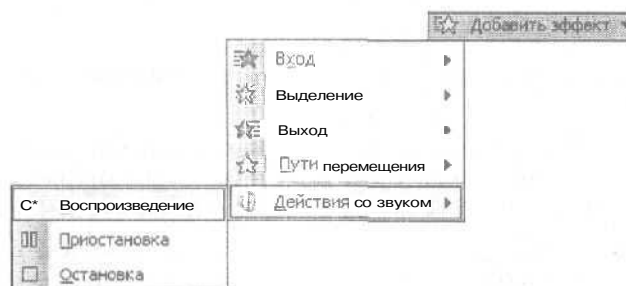 Добавить эффект
Вход
Выделение
Выход
Пути перемещения
Действия со звуком
С* Воспроизведение
Приостановка
Остановка